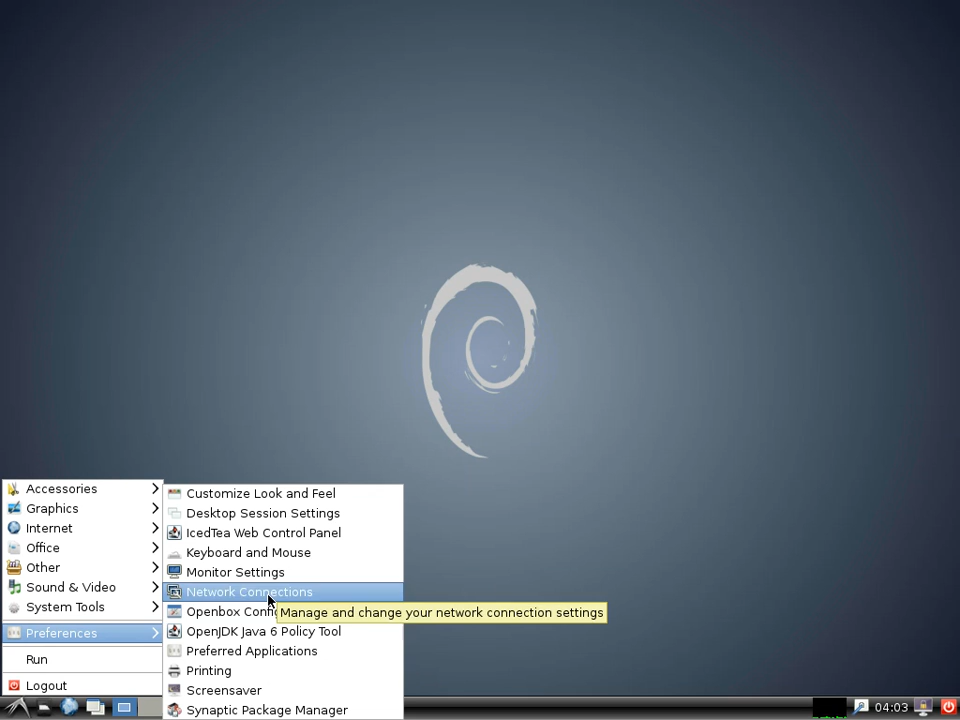 Accessories
Graphics
Internet
Office
Other
Sound & Video
System Tools
Preferences
Run
Logout
Customize Look and Feel
Desktop Session Settings
IcedTea Web Control Panel
Keyboard and Mouse
Monitor Settings
Network Connections
Openbox Conf
Manage and change your network connection settings
OpenJDK Java 6 Policy Tool
Preferred Applications
Printing
Screensaver
Synaptic Package Manager
04:03